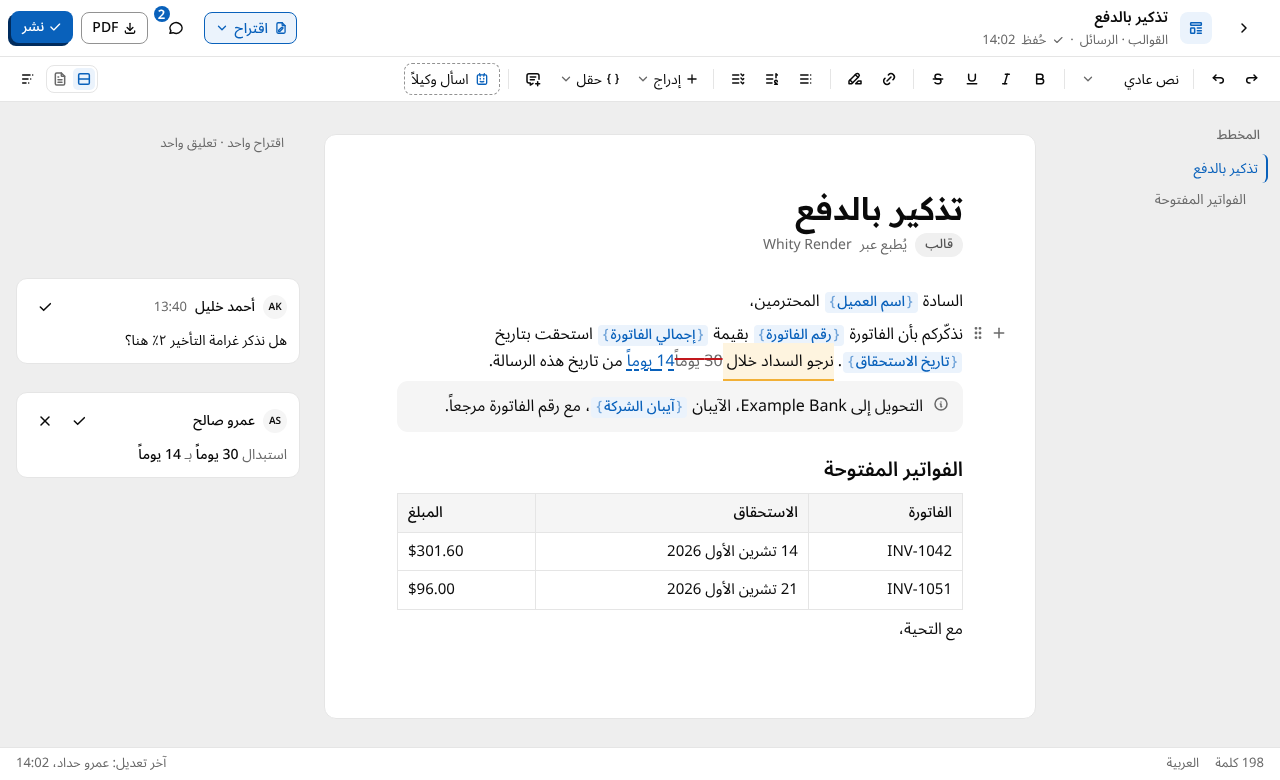 تذكير بالدفع
القوالب · الرسائل · حُفظ 14:02
اقتراح
2
PDF
نشر
نص عادي
B I U S
إدراج
حقل
اسأل وكيلاً
المخطط
تذكير بالدفع
الفواتير المفتوحة
تذكير بالدفع
قالب يُطبع عبر Whity Render
السادة {اسم العميل} المحترمين،
نذكّركم بأن الفاتورة {رقم الفاتورة} بقيمة {إجمالي الفاتورة} استحقت بتاريخ
{تاريخ الاستحقاق}. نرجو السداد خلال 30 يوماً14 يوماً من تاريخ هذه الرسالة.
التحويل إلى Example Bank، الآيبان {آيبان الشركة}، مع رقم الفاتورة مرجعاً.
الفواتير المفتوحة
الفاتورة الاستحقاق المبلغ
INV-1042 14 تشرين الأول 2026 $301.60
INV-1051 21 تشرين الأول 2026 $96.00
مع التحية،
اقتراح واحد · تعليق واحد
AK أحمد خليل 13:40
هل نذكر غرامة التأخير ٢٪ هنا؟
AS عمرو صالح
استبدال 30 يوماً بـ 14 يوماً
198 كلمة العربية
آخر تعديل: عمرو حداد، 14:02